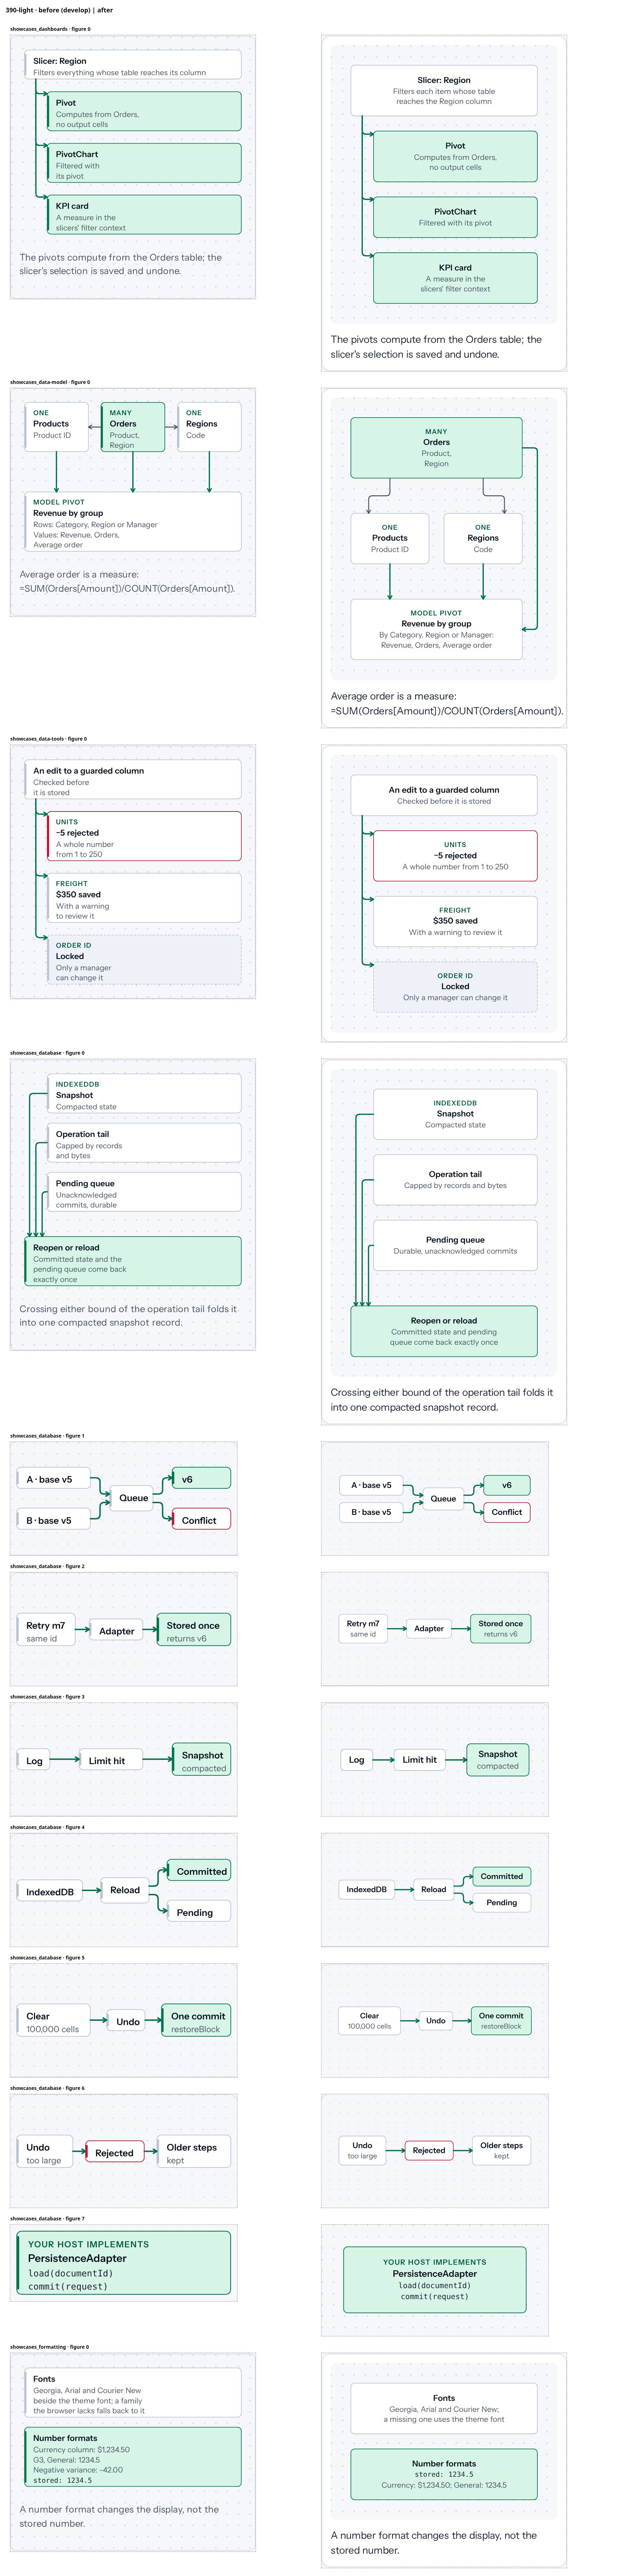 390-light · before (develop) | after
showcases_dashboards · figure 0
Slicer: Region
Filters everything whose table reaches its column
Pivot
Computes from Orders,
no output cells
PivotChart
Filtered with
its pivot
KPI card
A measure in the
slicers' filter context
The pivots compute from the Orders table; the
slicer's selection is saved and undone.
Slicer: Region
Filters each item whose table
reaches the Region column
Pivot
Computes from Orders,
no output cells
PivotChart
Filtered with its pivot
KPI card
A measure in the
slicers' filter context
The pivots compute from the Orders table; the
slicer's selection is saved and undone.
showcases_data-model · figure 0
ONE
Products
Product ID
MANY
Orders
Product,
Region
ONE
Regions
Code
MODEL PIVOT
Revenue by group
Rows: Category, Region or Manager
Values: Revenue, Orders,
Average order
Average order is a measure:
=SUM(Orders[Amount])/COUNT(Orders[Amount]).
MANY
Orders
Product,
Region
ONE
Products
Product ID
ONE
Regions
Code
MODEL PIVOT
Revenue by group
By Category, Region or Manager:
Revenue, Orders, Average order
Average order is a measure:
=SUM(Orders[Amount])/COUNT(Orders[Amount]).
showcases_data-tools · figure 0
An edit to a guarded column
Checked before
it is stored
UNITS
−5 rejected
A whole number
from 1 to 250
FREIGHT
$350 saved
With a warning
to review it
ORDER ID
Locked
Only a manager
can change it
An edit to a guarded column
Checked before it is stored
UNITS
−5 rejected
A whole number from 1 to 250
FREIGHT
$350 saved
With a warning to review it
ORDER ID
Locked
Only a manager can change it
showcases_database · figure 0
INDEXEDDB
Snapshot
Compacted state
Operation tail
Capped by records
and bytes
Pending queue
Unacknowledged
commits, durable
Reopen or reload
Committed state and the
pending queue come back
exactly once
Crossing either bound of the operation tail folds it
into one compacted snapshot record.
INDEXEDDB
Snapshot
Compacted state
Operation tail
Capped by records and bytes
Pending queue
Durable, unacknowledged commits
Reopen or reload
Committed state and pending
queue come back exactly once
Crossing either bound of the operation tail folds it
into one compacted snapshot record.
showcases_database · figure 1
A · base v5
B · base v5
Queue
v6
Conflict
A · base v5
B · base v5
Queue
v6
Conflict
showcases_database · figure 2
Retry m7
same id
Adapter
Stored once
returns v6
Retry m7
same id
Adapter
Stored once
returns v6
showcases_database · figure 3
Log
Limit hit
Snapshot
compacted
Log
Limit hit
Snapshot
compacted
showcases_database · figure 4
IndexedDB
Reload
Committed
Pending
IndexedDB
Reload
Committed
Pending
showcases_database · figure 5
Clear
100,000 cells
Undo
One commit
restoreBlock
Clear
100,000 cells
Undo
One commit
restoreBlock
showcases_database · figure 6
Undo
too large
Rejected
Older steps
kept
Undo
too large
Rejected
Older steps
kept
showcases_database · figure 7
YOUR HOST IMPLEMENTS
PersistenceAdapter
load(documentId)
commit(request)
YOUR HOST IMPLEMENTS
PersistenceAdapter
load(documentId)
commit(request)
showcases_formatting · figure 0
Fonts
Georgia, Arial and Courier New
beside the theme font; a family
the browser lacks falls back to it
Number formats
Currency column: $1,234.50
G3, General: 1234.5
Negative variance: -42.00
stored: 1234.5
A number format changes the display, not the
stored number.
Fonts
Georgia, Arial and Courier New;
a missing one uses the theme font
Number formats
stored: 1234.5
Currency: $1,234.50; General: 1234.5
A number format changes the display, not the
stored number.